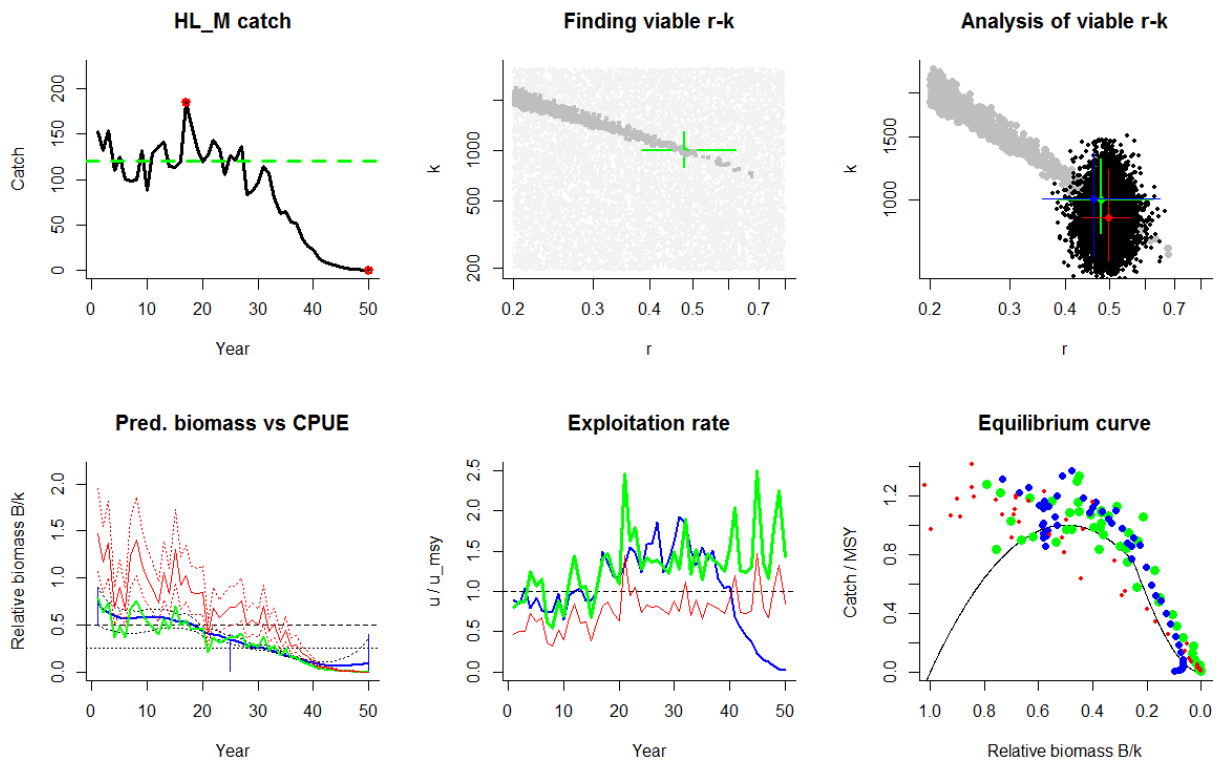 HL_M catch
Finding viable r-k
Analysis of viable r-k
Catch
200
150
100
50
0
0 10 20 30 40 50
Year
k
1000
500
200
0.2 0.3 0.4 0.5 0.7
r
k
1500
1000
0.2 0.3 0.4 0.5 0.7
r
Pred. biomass vs CPUE
Exploitation rate
Equilibrium curve
Relative biomass B/k
2.0
1.5
1.0
0.5
0.0
0 10 20 30 40 50
Year
u / u_msy
2.5
2.0
1.5
1.0
0.5
0.0
0 10 20 30 40 50
Year
Catch / MSY
1.2
0.8
0.4
0.0
1.0 0.8 0.6 0.4 0.2 0.0
Relative biomass B/k